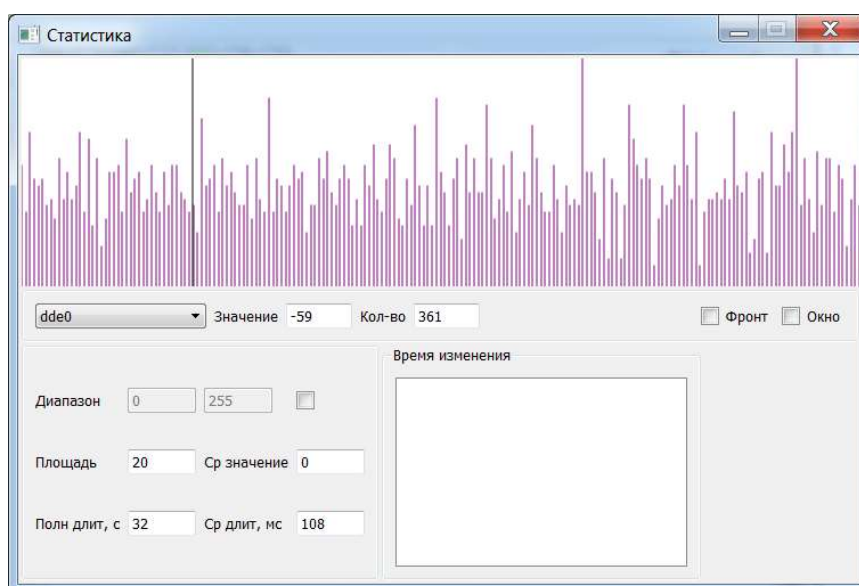 Статистика
dde0 Значение -59 Кол-во 361 Фронт Окно
Время изменения
Диапазон 0 255
Площадь 20 Ср значение 0
Полн длит, с 32 Ср длит, мс 108